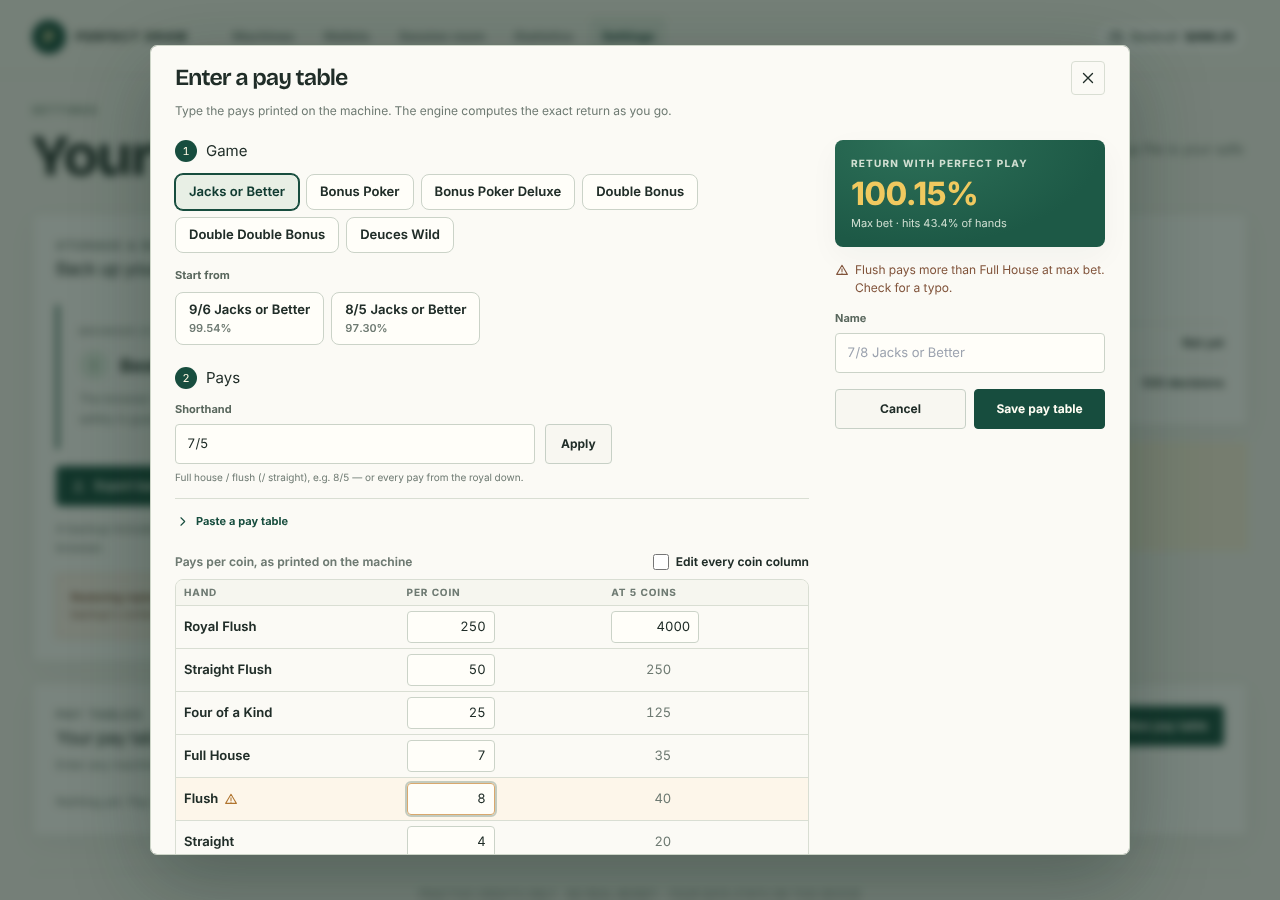 Enter a pay table
Type the pays printed on the machine. The engine computes the exact return as you go.
1 Game
Jacks or Better
Bonus Poker
Bonus Poker Deluxe
Double Bonus
Double Double Bonus
Deuces Wild
Start from
9/6 Jacks or Better
99.54%
8/5 Jacks or Better
97.30%
2 Pays
Shorthand
7/5
Apply
Full house / flush (/ straight), e.g. 8/5 — or every pay from the royal down.
Paste a pay table
Pays per coin, as printed on the machine
Edit every coin column
HAND PER COIN AT 5 COINS
Royal Flush 250 4000
Straight Flush 50 250
Four of a Kind 25 125
Full House 7 35
Flush 8 40
Straight 4 20
RETURN WITH PERFECT PLAY
100.15%
Max bet · hits 43.4% of hands
Flush pays more than Full House at max bet.
Check for a typo.
Name
7/8 Jacks or Better
Cancel
Save pay table
Your